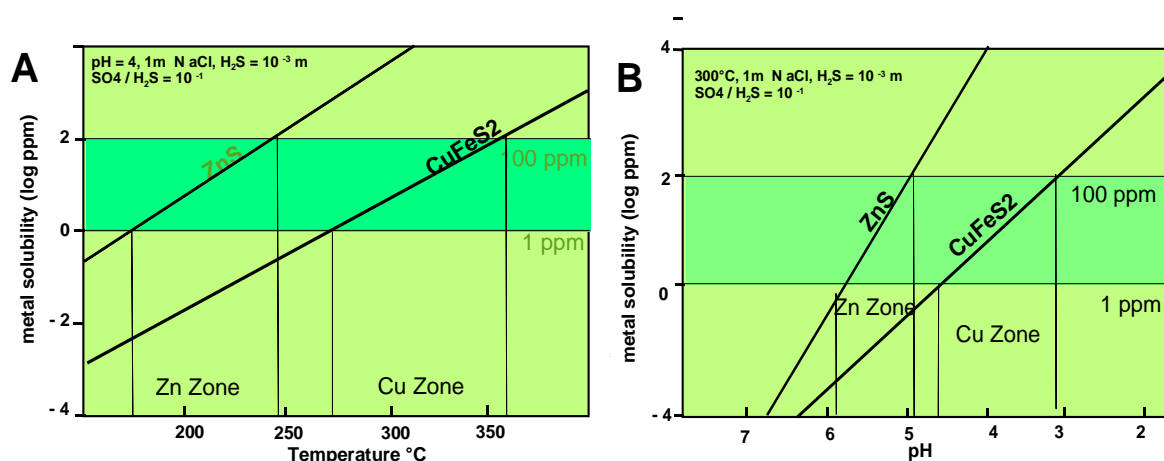 A
pH = 4, 1m N aCl, H₂S = 10 ⁻³ m
SO4 / H₂S = 10 ⁻¹
ZnS
CuFeS2
100 ppm
1 ppm
Zn Zone
Cu Zone
metal solubility (log ppm)
2
0
- 2
- 4
200
250
300
350
Temperature °C
B
300°C, 1m N aCl, H₂S = 10 ⁻³ m
SO4 / H₂S = 10 ⁻¹
ZnS
CuFeS2
100 ppm
1 ppm
Zn Zone
Cu Zone
metal solubility (log ppm)
4
2
0
- 4
7
6
5
4
3
2
pH